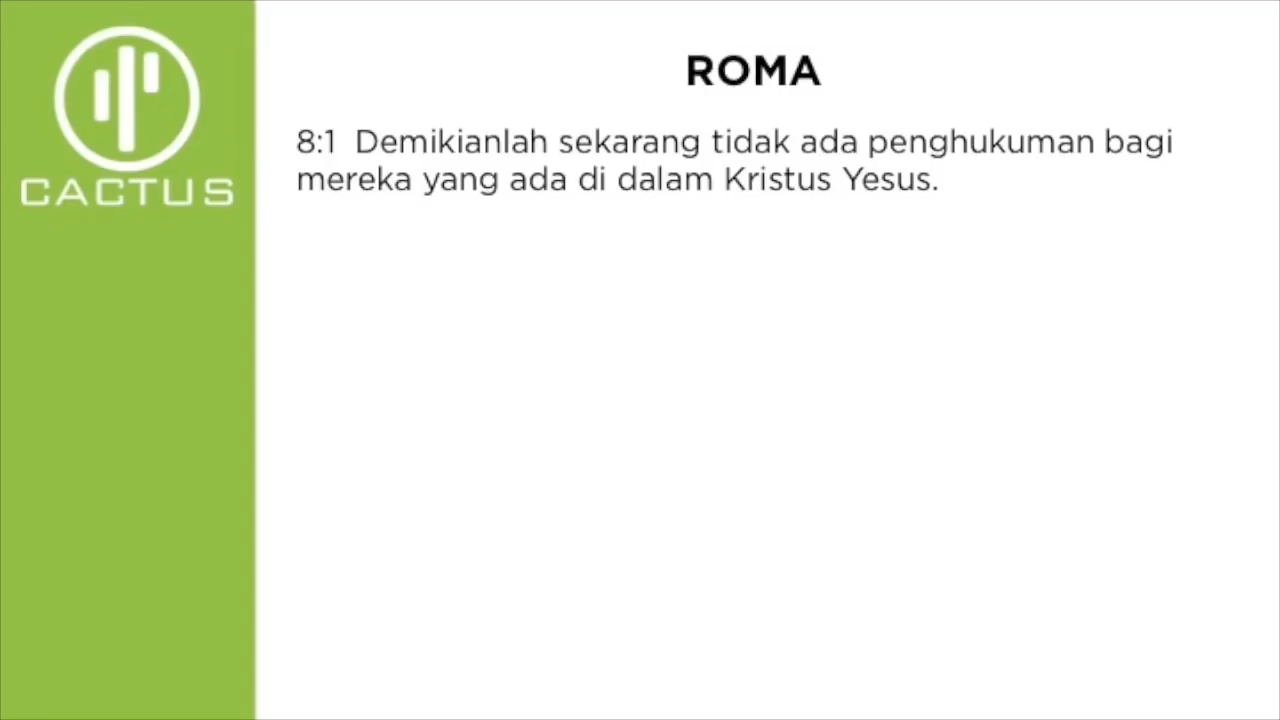 CACTUS
ROMA
8:1 Demikianlah sekarang tidak ada penghukuman bagi
mereka yang ada di dalam Kristus Yesus.